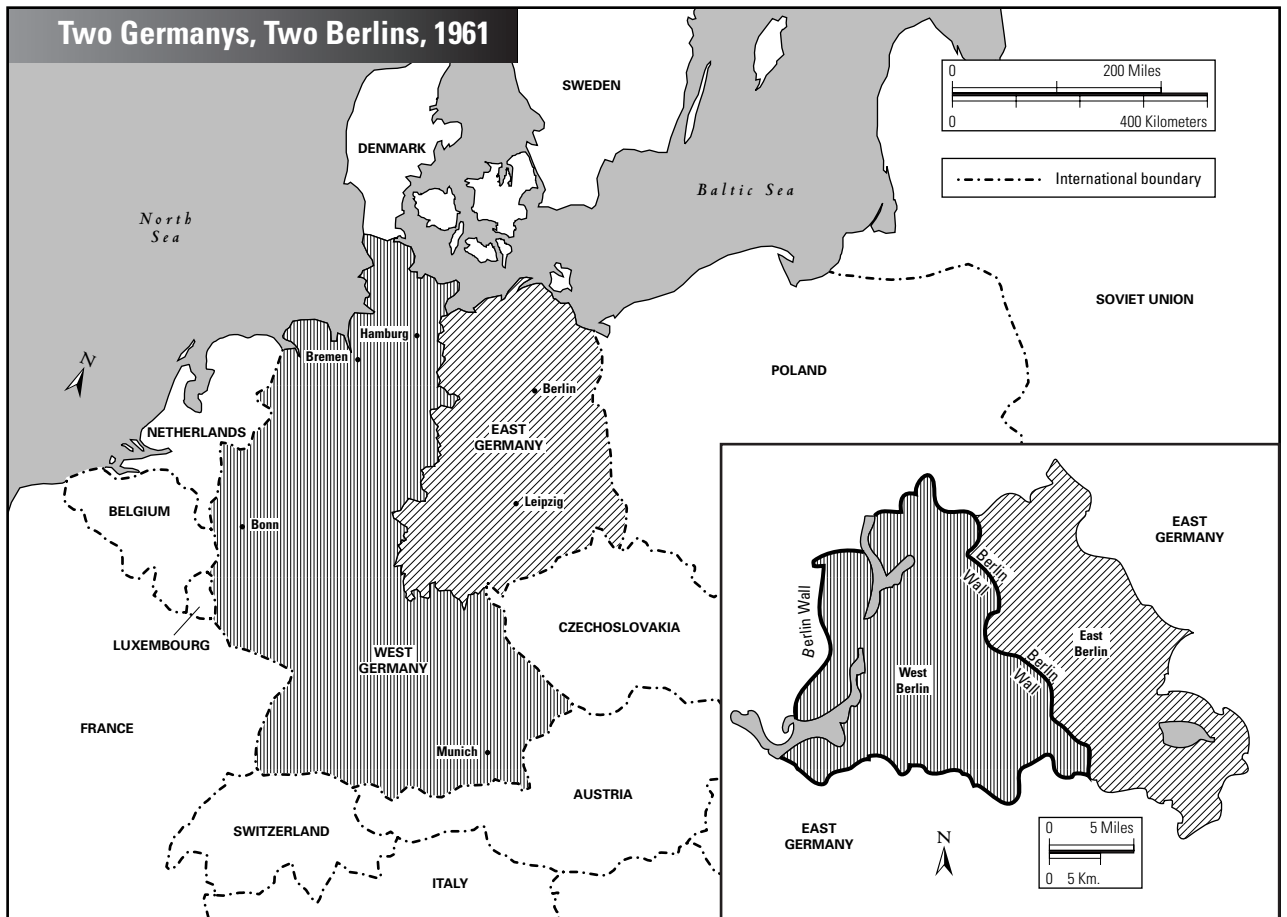 Two Germanys, Two Berlins, 1961
SWEDEN
0 200 Miles
0 400 Kilometers
International boundary
DENMARK
Baltic Sea
North
Sea
SOVIET UNION
Hamburg
Bremen
N
POLAND
Berlin
NETHERLANDS
EAST
GERMANY
BELGIUM
Leipzig
Bonn
LUXEMBOURG
CZECHOSLOVAKIA
WEST
GERMANY
FRANCE
Munich
AUSTRIA
SWITZERLAND
ITALY
EAST
GERMANY
Berlin
Wall
Berlin Wall
East
Berlin
Berlin
Wall
West
Berlin
EAST
GERMANY
N
0 5 Miles
0 5 Km.